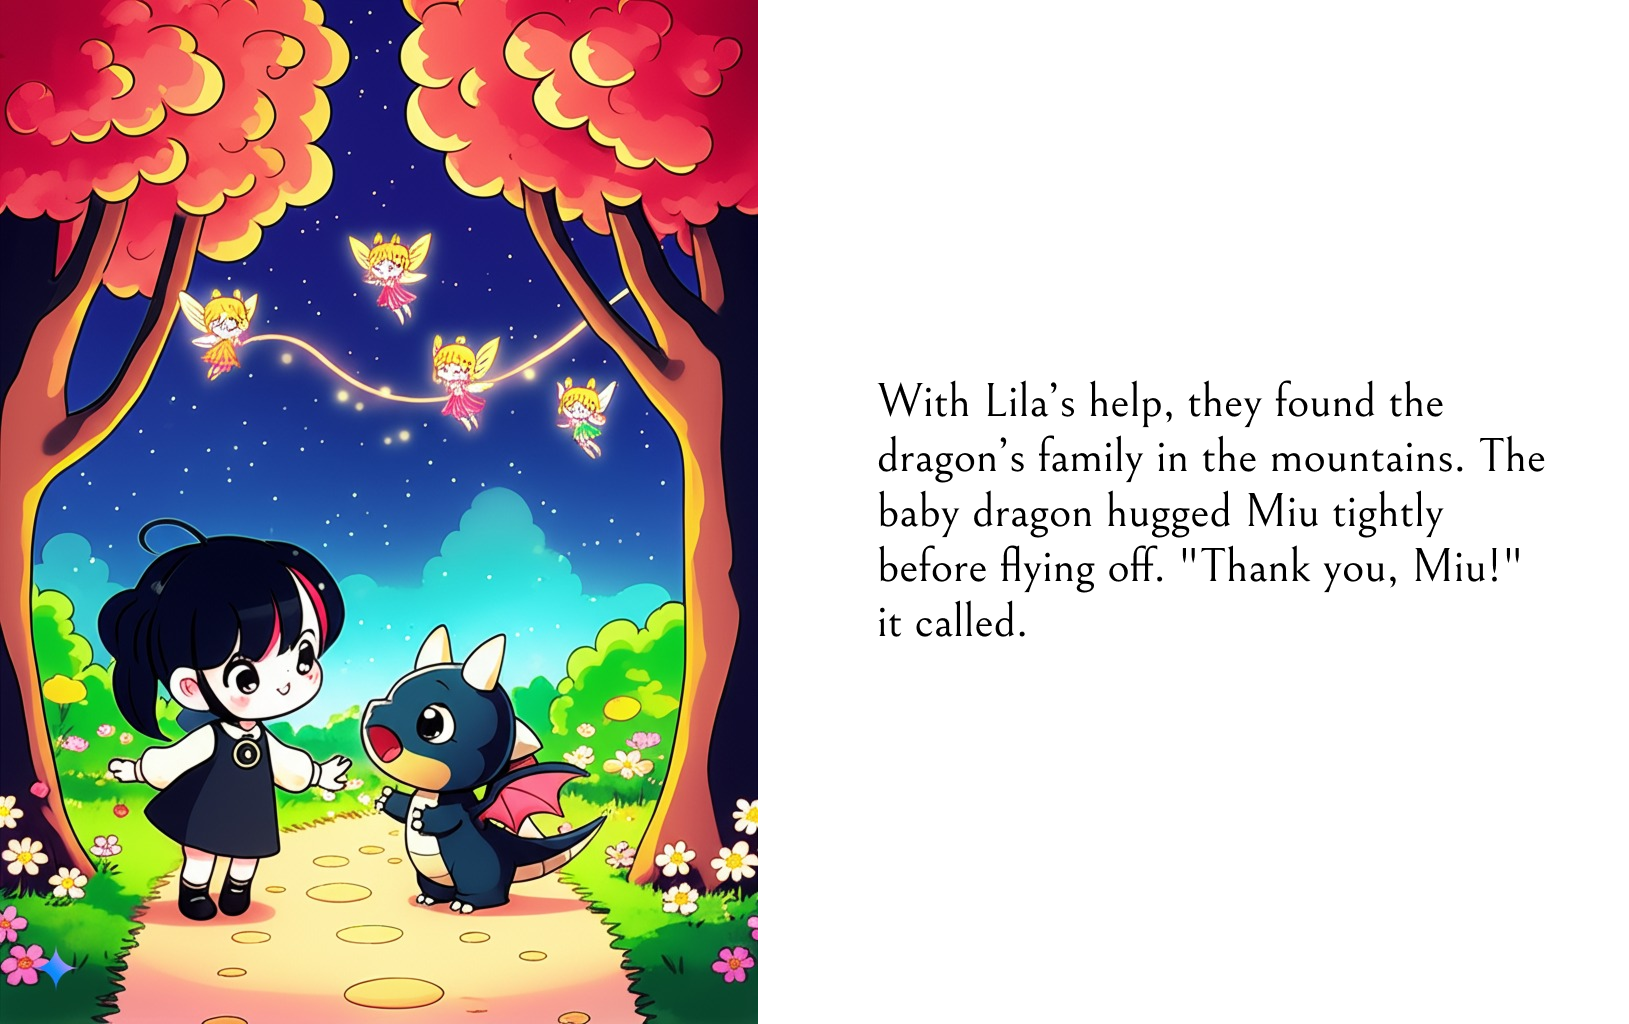 With Lila’s help, they found the
dragon’s family in the mountains. The
baby dragon hugged Miu tightly
before flying off. "Thank you, Miu!"
it called.